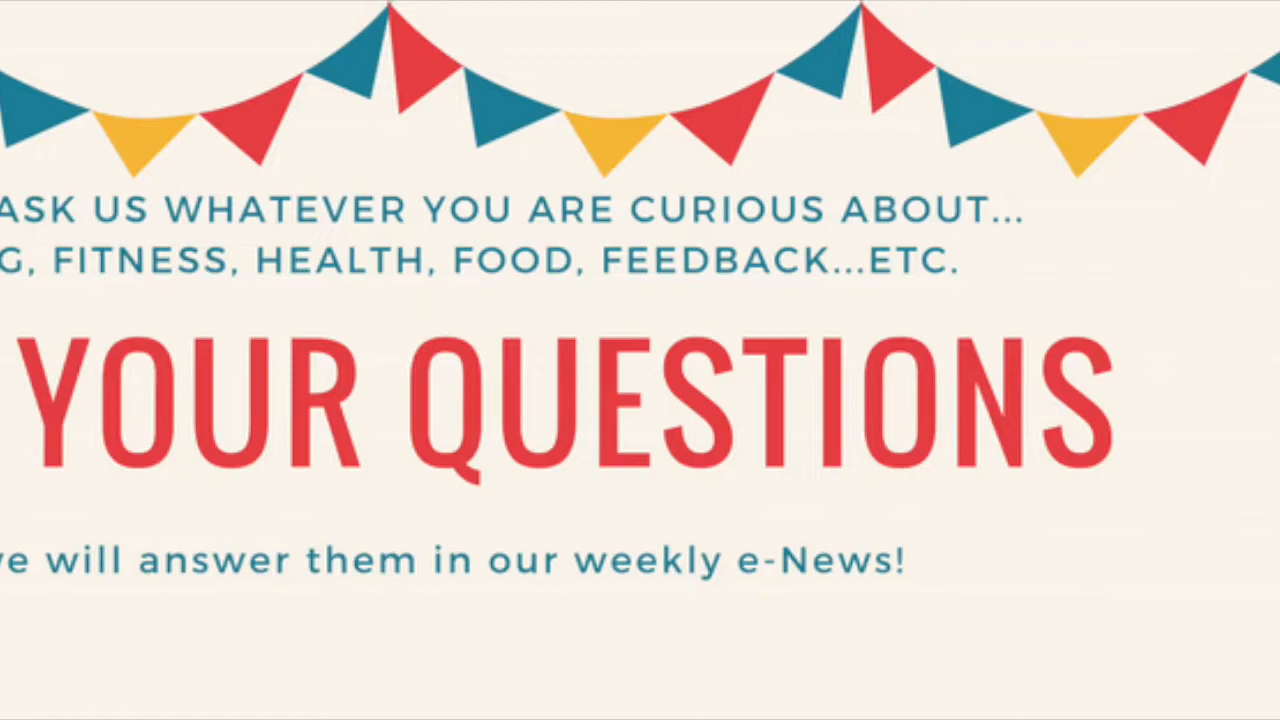 ASK US WHATEVER YOU ARE CURIOUS ABOUT...
G, FITNESS, HEALTH, FOOD, FEEDBACK...ETC.
YOUR QUESTIONS
will answer them in our weekly e-News!